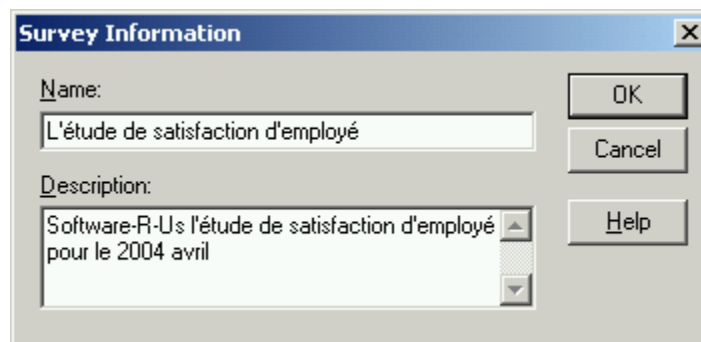 Survey Information
Name:
L'étude de satisfaction d'employé
Description:
Software-R-Us l'étude de satisfaction d'employé
pour le 2004 avril
OK
Cancel
Help